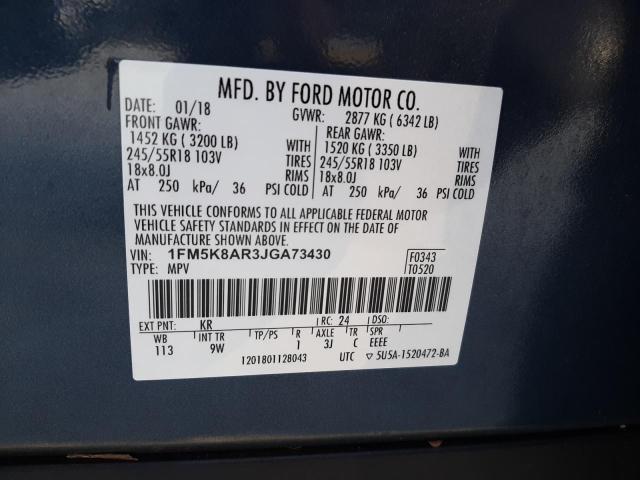 MFD. BY FORD MOTOR CO.
DATE: 01/18 GVWR: 2877 KG ( 6342 LB)
FRONT GAWR: REAR GAWR:
1452 KG ( 3200 LB) WITH 1520 KG ( 3350 LB) WITH
245/55R18 103V TIRES 245/55R18 103V TIRES
18x8.0J RIMS 18x8.0J RIMS
AT 250 kPa/ 36 PSI COLD AT 250 kPa/ 36 PSI COLD
THIS VEHICLE CONFORMS TO ALL APPLICABLE FEDERAL MOTOR
VEHICLE SAFETY STANDARDS IN EFFECT ON THE DATE OF
MANUFACTURE SHOWN ABOVE.
VIN: 1FM5K8AR3JGA73430 F0343
TYPE: MPV T0520
EXT PNT: KR RC: 24 DSO:
WB INT TR TP/PS R AXLE TR SPR
113 9W 1 3J C EEEE
1201801128043 UTC 5U5A-1520472-BA